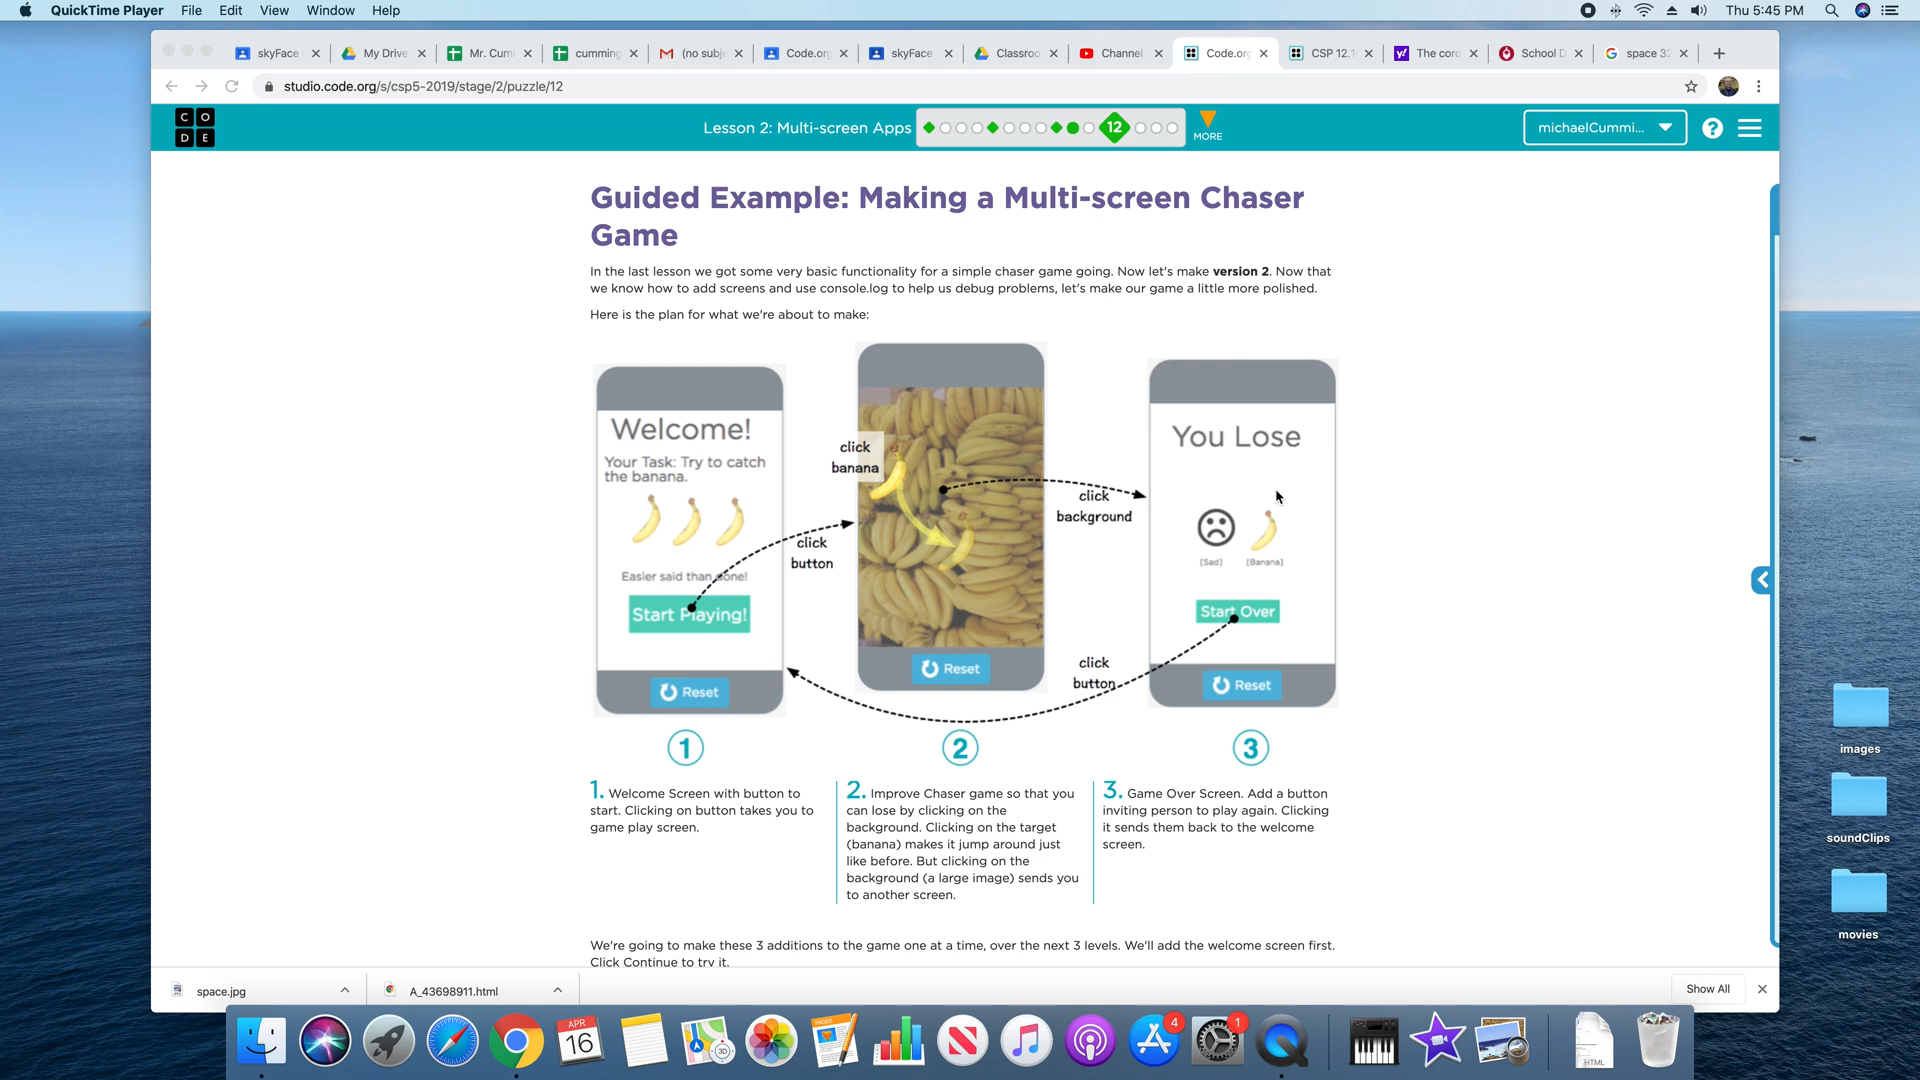 QuickTime Player File Edit View Window Help
Thu 5:45 PM
skyFace
My Drive
Mr. Cum
cumming
(no subje
Code.org
skyFace
Classroo
Channel
Code.org
CSP 12.1
The coro
School D
space 32
studio.code.org/s/csp5-2019/stage/2/puzzle/12
C O
D E
Lesson 2: Multi-screen Apps
12
MORE
michaelCummi...
?
Guided Example: Making a Multi-screen Chaser
Game
In the last lesson we got some very basic functionality for a simple chaser game going. Now let's make version 2. Now that
we know how to add screens and use console.log to help us debug problems, let's make our game a little more polished.
Here is the plan for what we're about to make:
Welcome!
Your Task: Try to catch
the banana.
Easier said than done!
Start Playing!
Reset
click
button
click
banana
Reset
click
background
click
button
You Lose
[Sad]
[Banana]
Start Over
Reset
1
2
3
1. Welcome Screen with button to
start. Clicking on button takes you to
game play screen.
2. Improve Chaser game so that you
can lose by clicking on the
background. Clicking on the target
(banana) makes it jump around just
like before. But clicking on the
background (a large image) sends you
to another screen.
3. Game Over Screen. Add a button
inviting person to play again. Clicking
it sends them back to the welcome
screen.
We're going to make these 3 additions to the game one at a time, over the next 3 levels. We'll add the welcome screen first.
Click Continue to try it.
images
soundClips
movies
space.jpg
A_43698911.html
Show All
APR
16
PAGES
3D
4
1
HTML